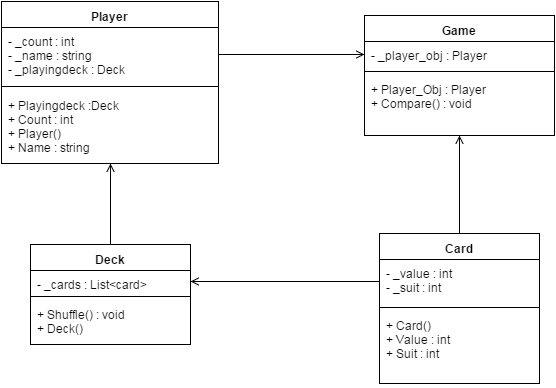 Player
- _count : int
- _name : string
- _playingdeck : Deck
+ Playingdeck :Deck
+ Count : int
+ Player()
+ Name : string
Game
- _player_obj : Player
+ Player_Obj : Player
+ Compare() : void
Deck
- _cards : List<card>
+ Shuffle() : void
+ Deck()
Card
- _value : int
- _suit : int
+ Card()
+ Value : int
+ Suit : int